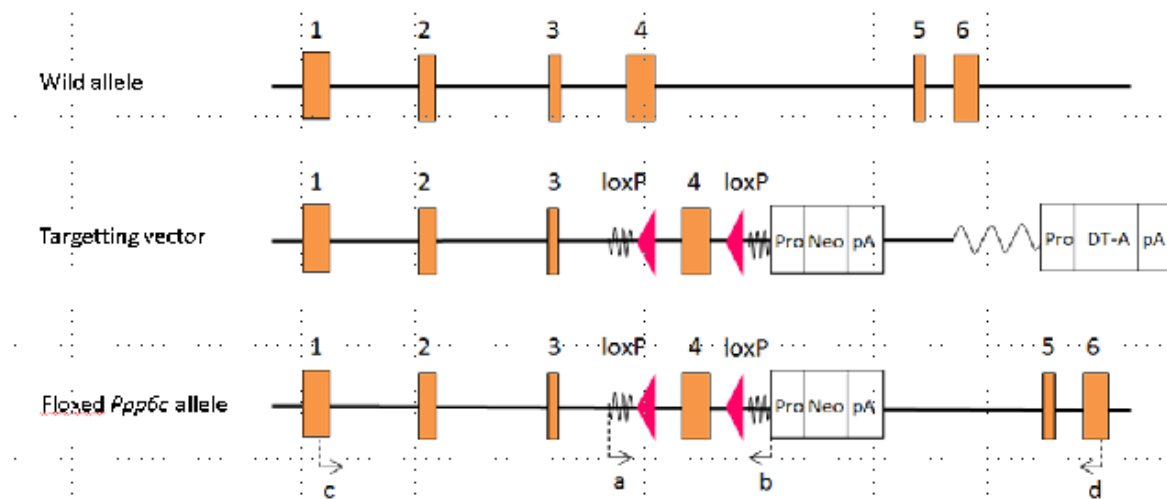 1 2 3 4 5 6
Wild allele
1 2 3 loxP 4 loxP
Targetting vector Pro Neo pA Pro DT-A pA
1 2 3 loxP 4 loxP 5 6
Floxed Ppp6c allele Pro Neo pA
c a b d